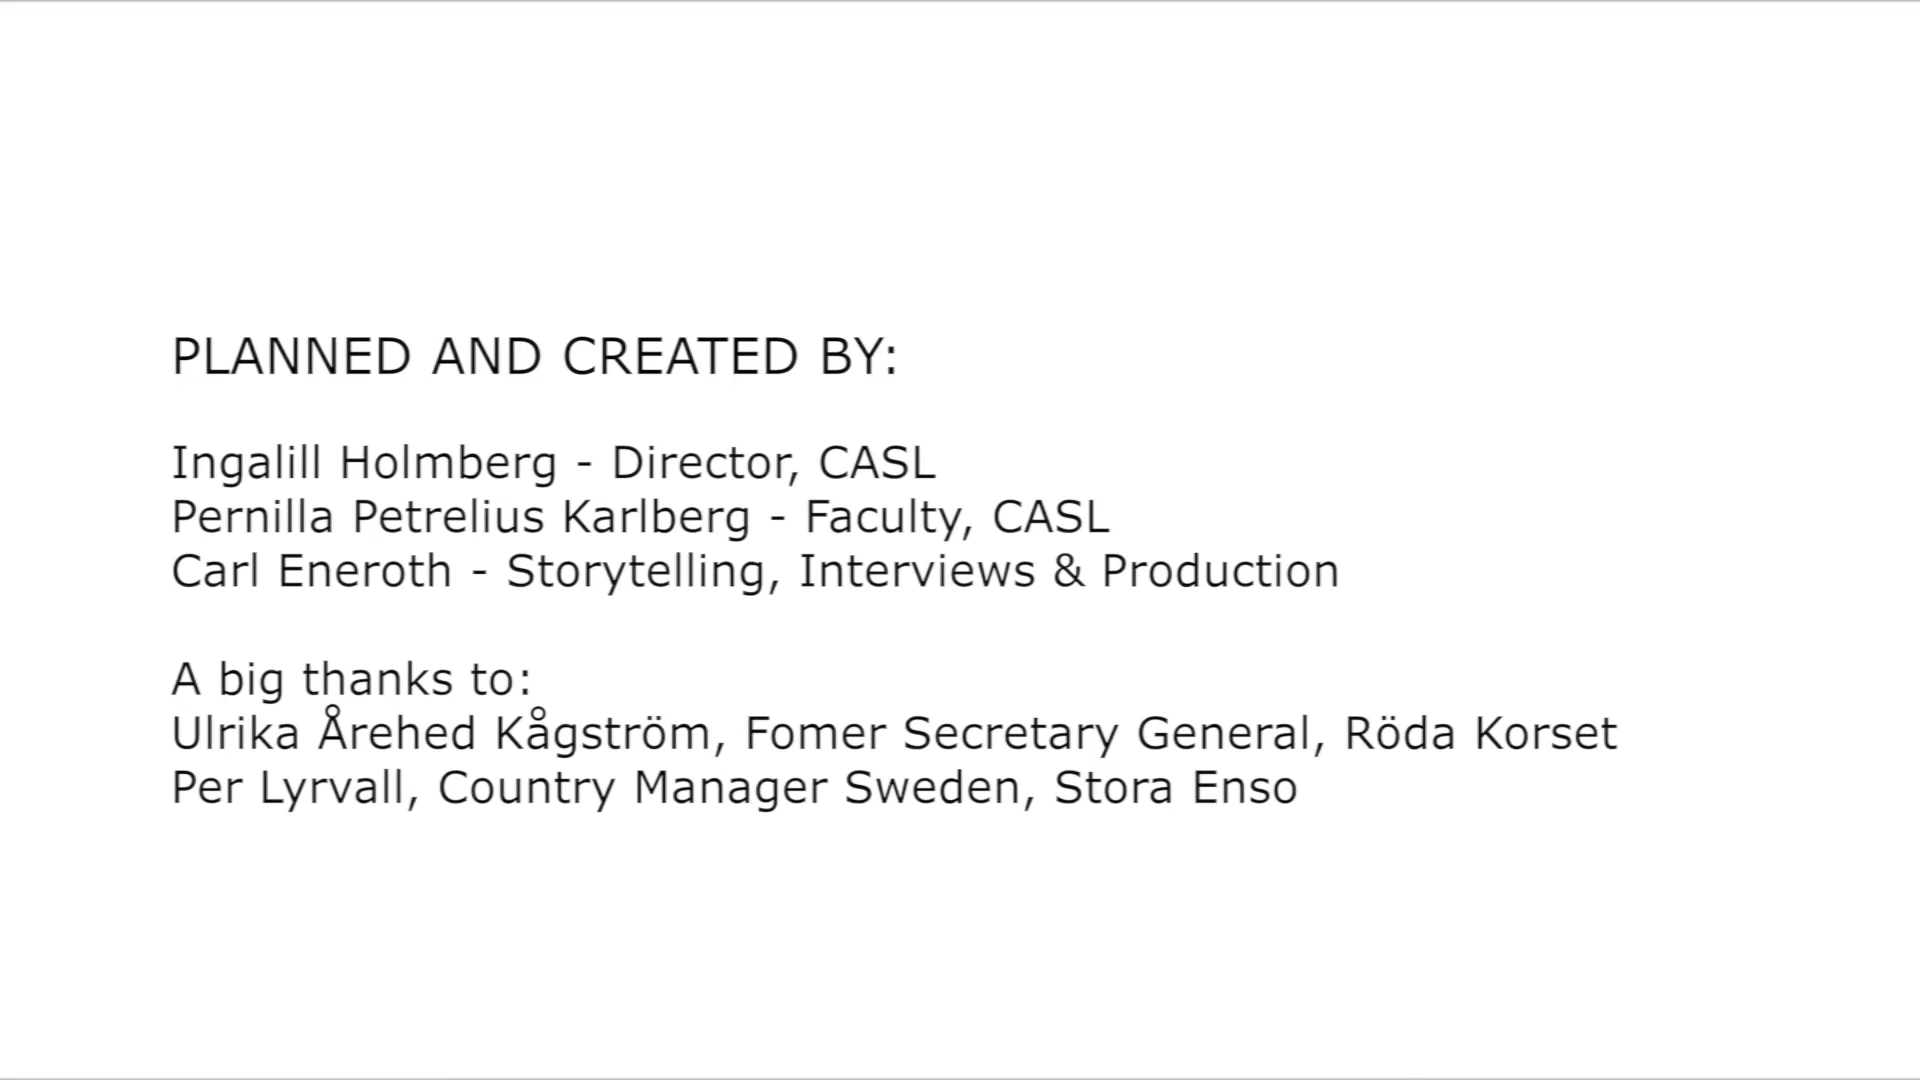 PLANNED AND CREATED BY:
Ingalill Holmberg - Director, CASL
Pernilla Petrelius Karlberg - Faculty, CASL
Carl Eneroth - Storytelling, Interviews & Production
A big thanks to:
Ulrika Årehed Kågström, Fomer Secretary General, Röda Korset
Per Lyrvall, Country Manager Sweden, Stora Enso